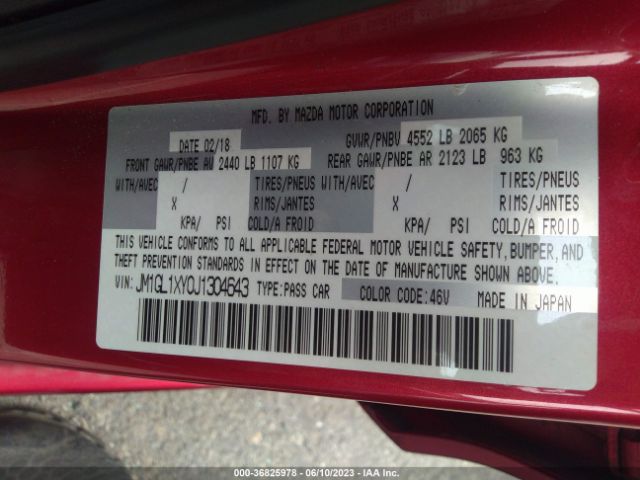 MFD. BY MAZDA MOTOR CORPORATION
DATE 02/18 GVWR/PNBV 4552 LB 2065 KG
FRONT GAWR/PNBE AV 2440 LB 1107 KG REAR GAWR/PNBE AR 2123 LB 963 KG
WITH/AVEC / TIRES/PNEUS WITH/AVEC / TIRES/PNEUS
X RIMS/JANTES X RIMS/JANTES
KPA/ PSI COLD/A FROID KPA/ PSI COLD/A FROID
THIS VEHICLE CONFORMS TO ALL APPLICABLE FEDERAL MOTOR VEHICLE SAFETY, BUMPER, AND
THEFT PREVENTION STANDARDS IN EFFECT ON THE DATE OF MANUFACTURE SHOWN ABOVE.
VIN: JM1GL1XY0J1304643 TYPE:PASS CAR COLOR CODE:46V MADE IN JAPAN
000-36825978 - 06/10/2023 - IAA Inc.